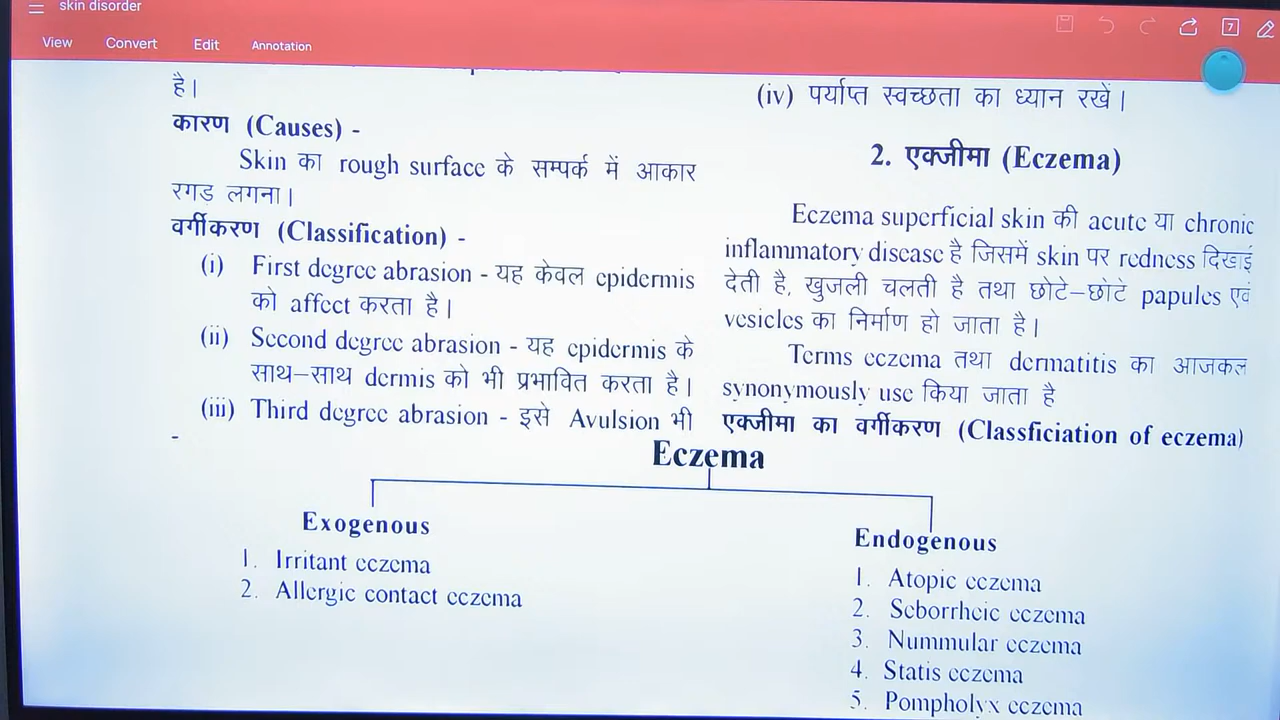 skin disorder
View Convert Edit Annotation
7
है।
कारण (Causes) -
Skin का rough surface के सम्पर्क में आकार
रगड़ लगना।
वर्गीकरण (Classification) -
(i) First degree abrasion - यह केवल epidermis
को affect करता है।
(ii) Second degree abrasion - यह epidermis के
साथ-साथ dermis को भी प्रभावित करता है।
(iii) Third degree abrasion - इसे Avulsion भी
(iv) पर्याप्त स्वच्छता का ध्यान रखें।
2. एक्जीमा (Eczema)
Eczema superficial skin की acute या chronic
inflammatory disease है जिसमें skin पर redness दिखाई
देती है, खुजली चलती है तथा छोटे-छोटे papules एवं
vesicles का निर्माण हो जाता है।
Terms eczema तथा dermatitis का आजकल
synonymously use किया जाता है
एक्जीमा का वर्गीकरण (Classficiation of eczema)
-
Eczema
Exogenous
1. Irritant eczema
2. Allergic contact eczema
Endogenous
1. Atopic eczema
2. Seborrheic eczema
3. Nummular eczema
4. Statis eczema
5. Pompholyx eczema